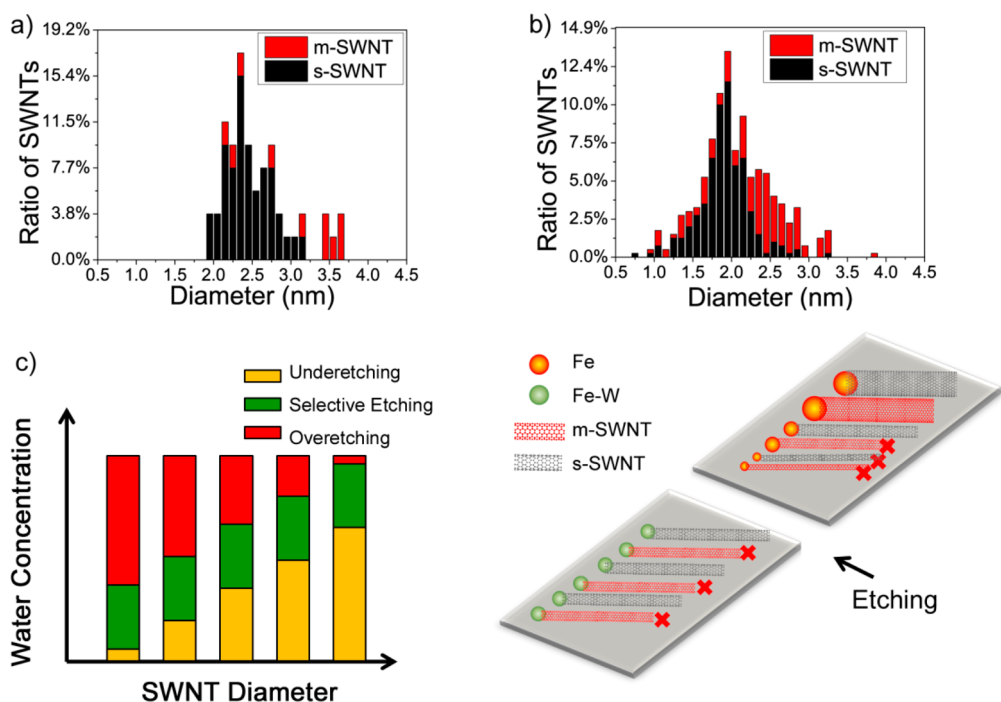 a)
19.2%
15.4%
11.5%
7.7%
3.8%
0.0%
Ratio of SWNTs
m-SWNT
s-SWNT
0.5 1.0 1.5 2.0 2.5 3.0 3.5 4.0 4.5
Diameter (nm)
b)
14.9%
12.4%
10.0%
7.5%
5.0%
2.5%
0.0%
Ratio of SWNTs
m-SWNT
s-SWNT
0.5 1.0 1.5 2.0 2.5 3.0 3.5 4.0 4.5
Diameter (nm)
c)
Underetching
Selective Etching
Overetching
Water Concentration
SWNT Diameter
Fe
Fe-W
m-SWNT
s-SWNT
Etching